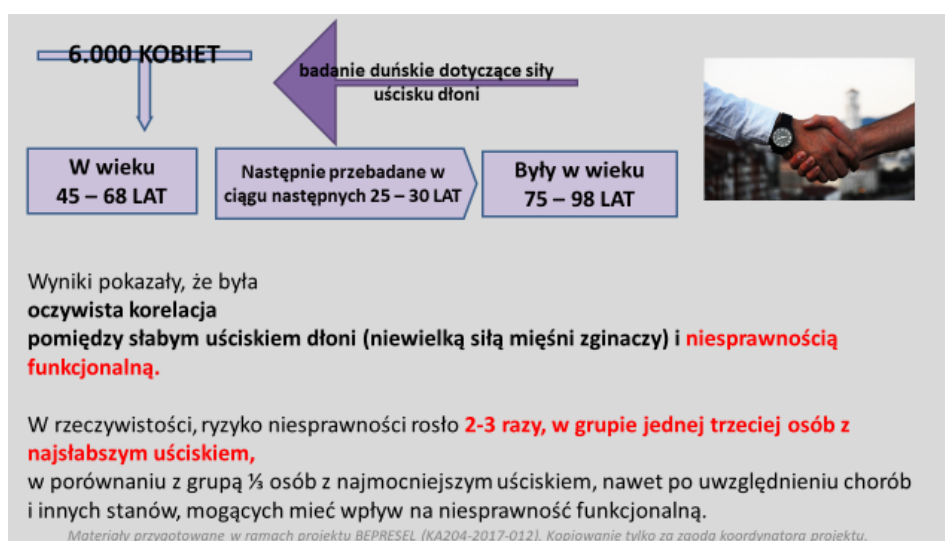 6.000 KOBIET
badanie duńskie dotyczące siły
uścisku dłoni
W wieku
45 – 68 LAT
Następnie przebadane w
ciągu następnych 25 – 30 LAT
Były w wieku
75 – 98 LAT
Wyniki pokazały, że była
oczywista korelacja
pomiędzy słabym uściskiem dłoni (niewielką siłą mięśni zginaczy) i niesprawnością
funkcjonalną.
W rzeczywistości, ryzyko niesprawności rosło 2-3 razy, w grupie jednej trzeciej osób z
najsłabszym uściskiem,
w porównaniu z grupą ⅓ osób z najmocniejszym uściskiem, nawet po uwzględnieniu chorób
i innych stanów, mogących mieć wpływ na niesprawność funkcjonalną.
Materiały przygotowane w ramach projektu BEPRESEL (KA204-2017-012). Kopiowanie tylko za zgodą koordynatora projektu.